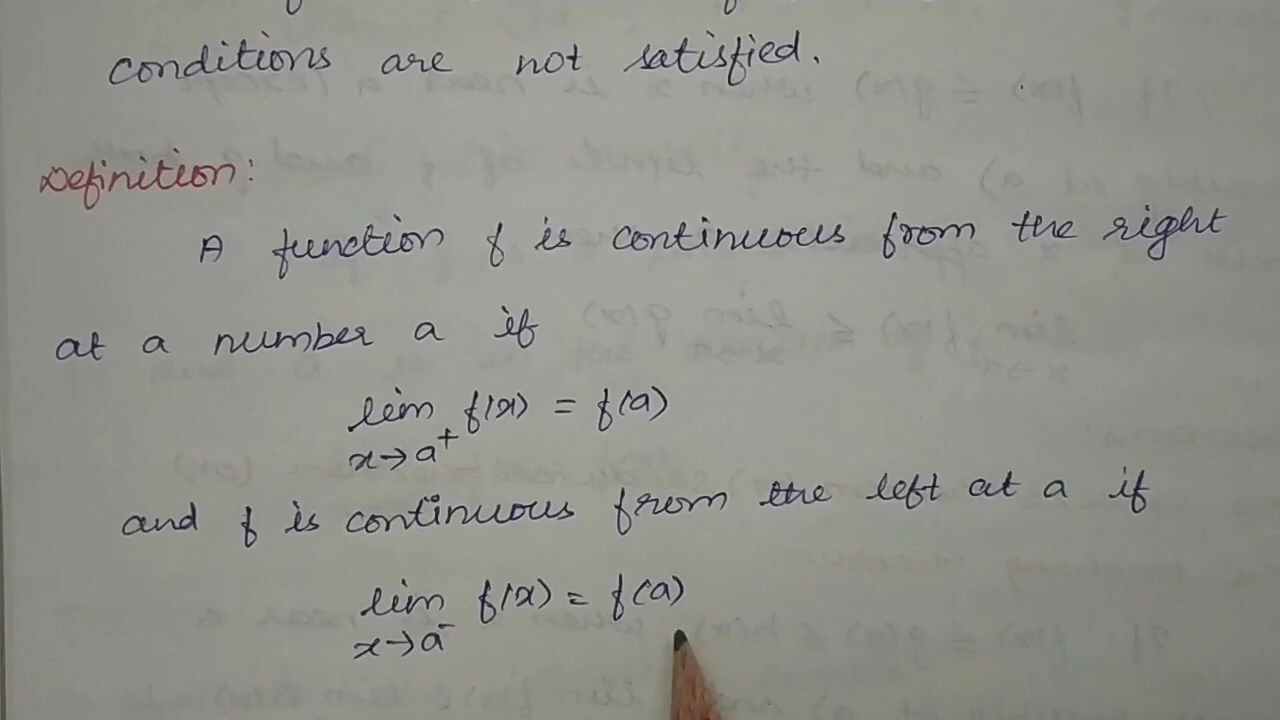 conditions are not satisfied.
Definition:
A function f is continuous from the right
at a number a if
lim f(x) = f(a)
x→a⁺
and f is continuous from the left at a if
lim f(x) = f(a)
x→a⁻